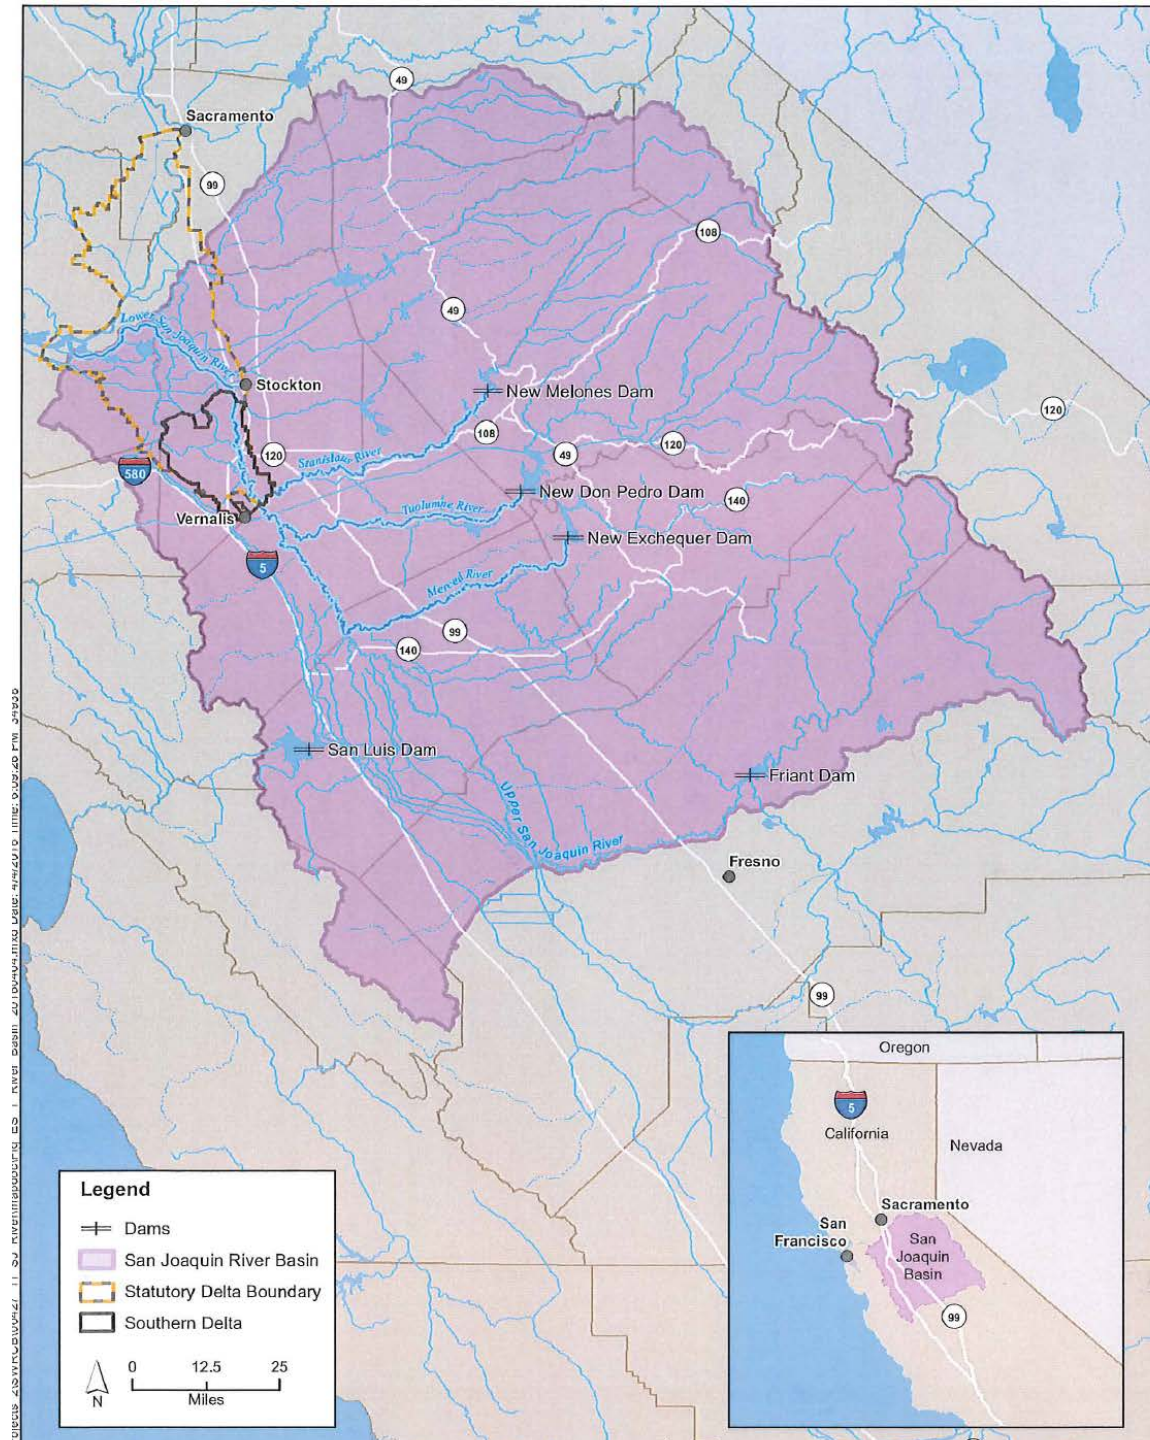 49
Sacramento
99
108
49
Lower San Joaquin River
Stockton
New Melones Dam
120
108
120
49
120
580
Stanislaus River
New Don Pedro Dam
140
Tuolumne River
Vernalis
New Exchequer Dam
5
Merced River
99
140
San Luis Dam
Friant Dam
Upper San Joaquin River
Fresno
99
Oregon
5
California
Nevada
Sacramento
San
Francisco
San
Joaquin
Basin
99
Legend
Dams
San Joaquin River Basin
Statutory Delta Boundary
Southern Delta
0 12.5 25
Miles
N